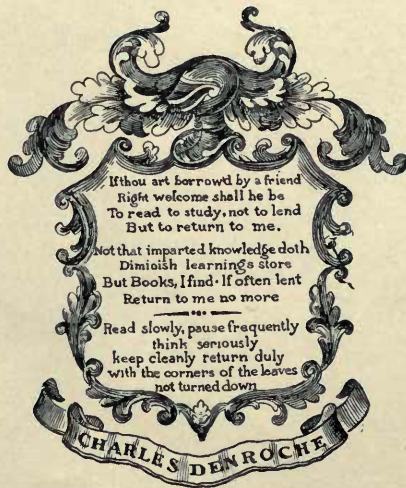 If thou art borrow'd by a friend
Right welcome shall he be
To read to study, not to lend
But to return to me.
Not that imparted knowledge doth
Dimioish learnings store
But Books, I find. If often lent
Return to me no more
Read slowly, pause frequently
think seriously
keep cleanly return duly
with the corners of the leaves
not turned down
CHARLES DENROCHE